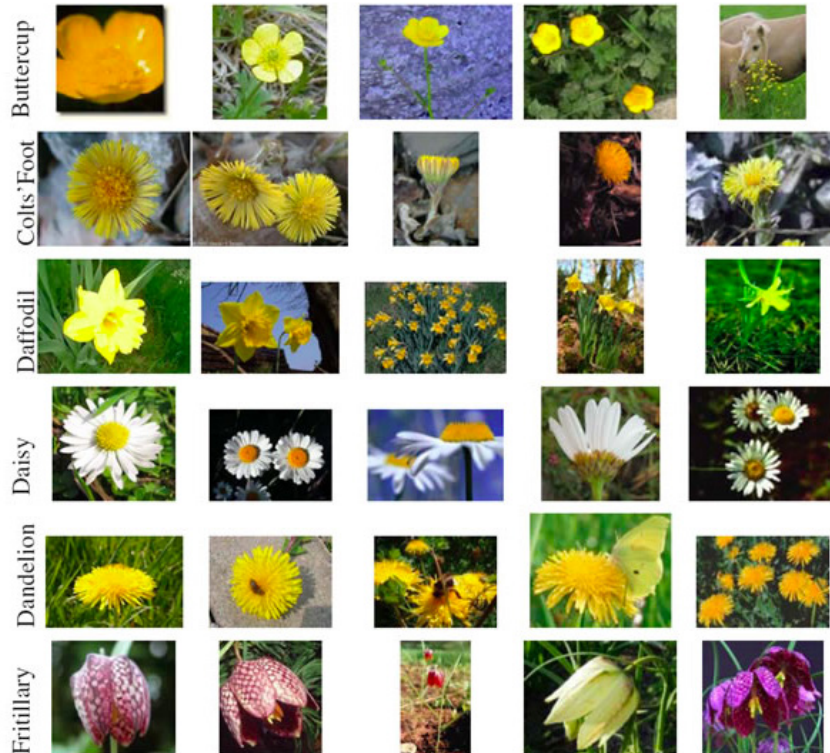 Buttercup
Colts'Foot
Daffodil
Daisy
Dandelion
Fritillary